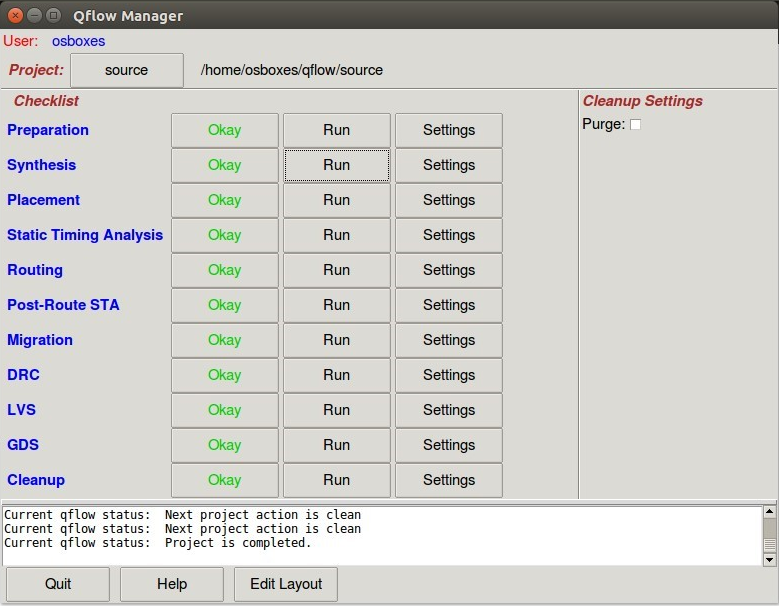 Qflow Manager
User: osboxes
Project: source /home/osboxes/qflow/source
Checklist
Cleanup Settings
Preparation Okay Run Settings
Purge:
Synthesis Okay Run Settings
Placement Okay Run Settings
Static Timing Analysis Okay Run Settings
Routing Okay Run Settings
Post-Route STA Okay Run Settings
Migration Okay Run Settings
DRC Okay Run Settings
LVS Okay Run Settings
GDS Okay Run Settings
Cleanup Okay Run Settings
Current qflow status:  Next project action is clean
Current qflow status:  Next project action is clean
Current qflow status:  Project is completed.
Quit Help Edit Layout